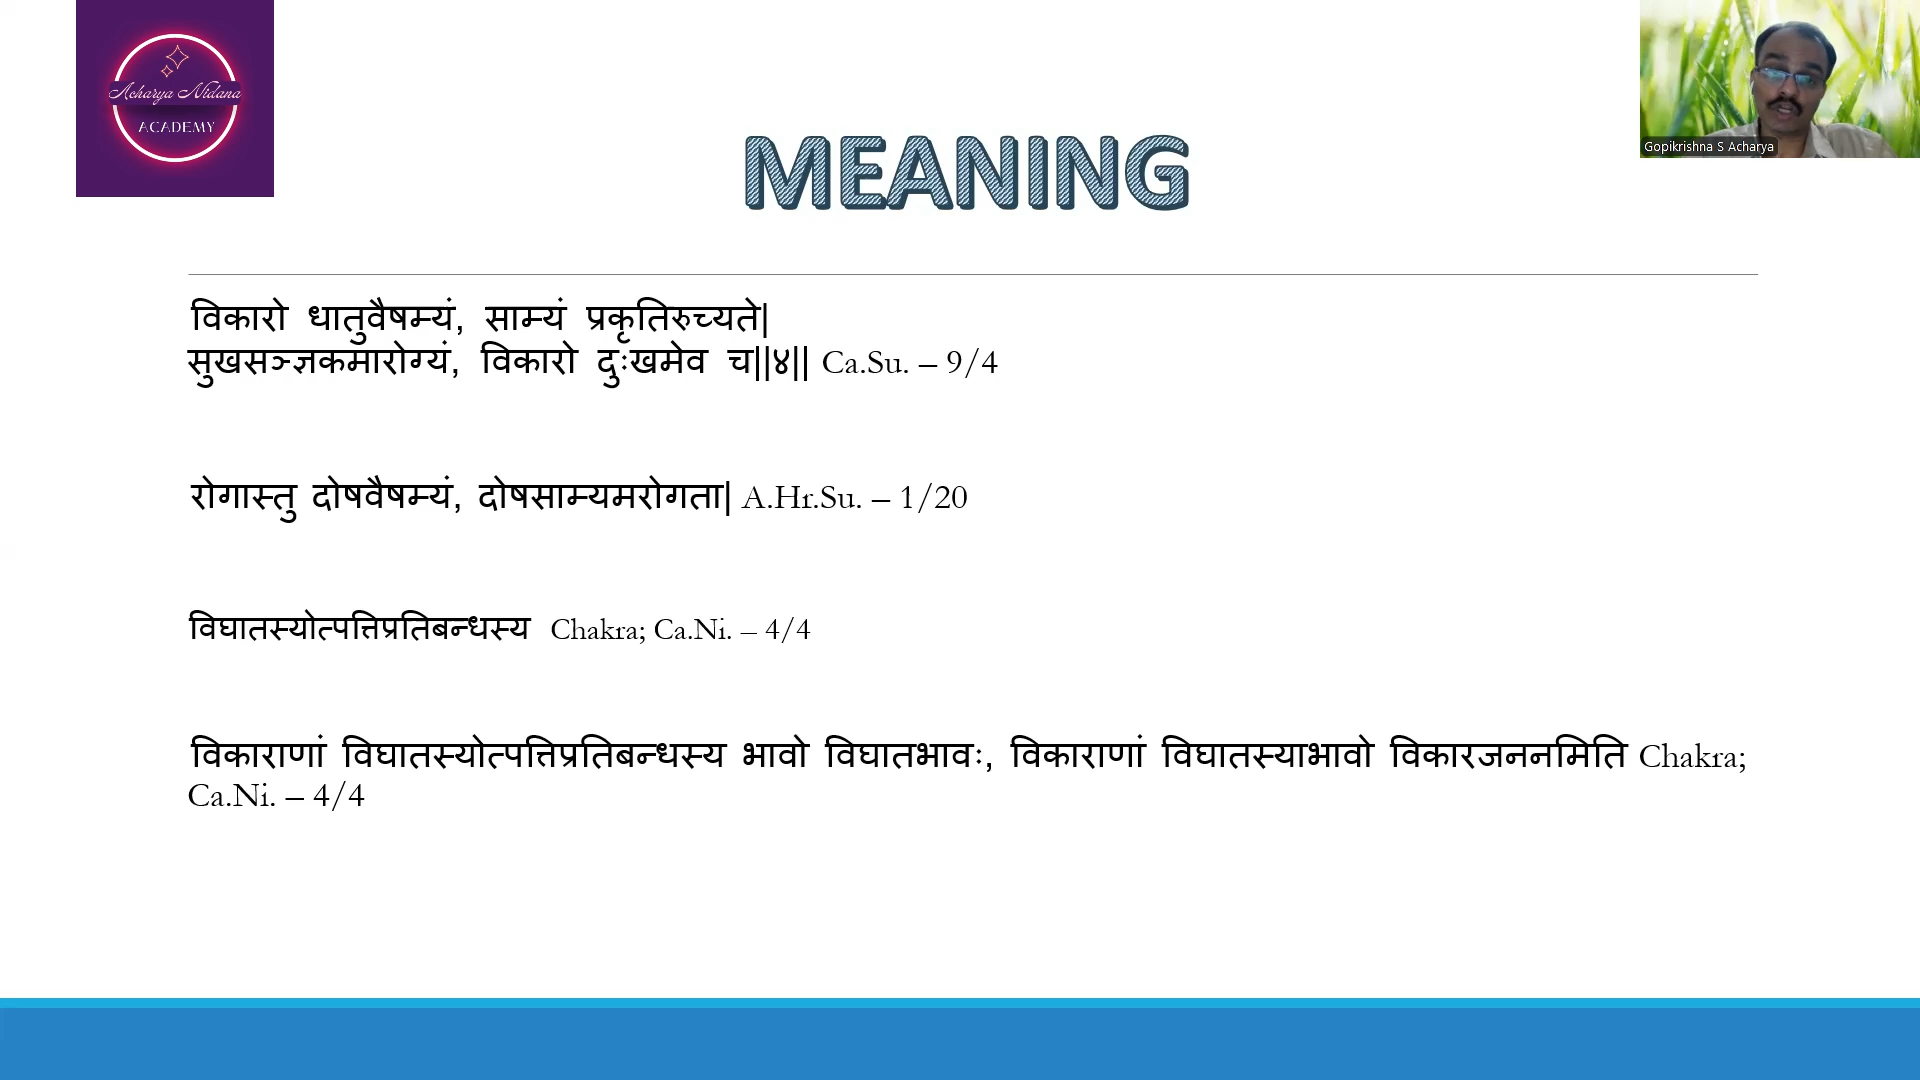 Acharya Nidana
ACADEMY
Gopikrishna S Acharya
MEANING
विकारो धातुवैषम्यं, साम्यं प्रकृतिरुच्यते|
सुखसञ्ज्ञकमारोग्यं, विकारो दुःखमेव च||४|| Ca.Su. – 9/4
रोगास्तु दोषवैषम्यं, दोषसाम्यमरोगता| A.Hr.Su. – 1/20
विघातस्योत्पत्तिप्रतिबन्धस्य Chakra; Ca.Ni. – 4/4
विकाराणां विघातस्योत्पत्तिप्रतिबन्धस्य भावो विघातभावः, विकाराणां विघातस्याभावो विकारजननमिति Chakra;
Ca.Ni. – 4/4